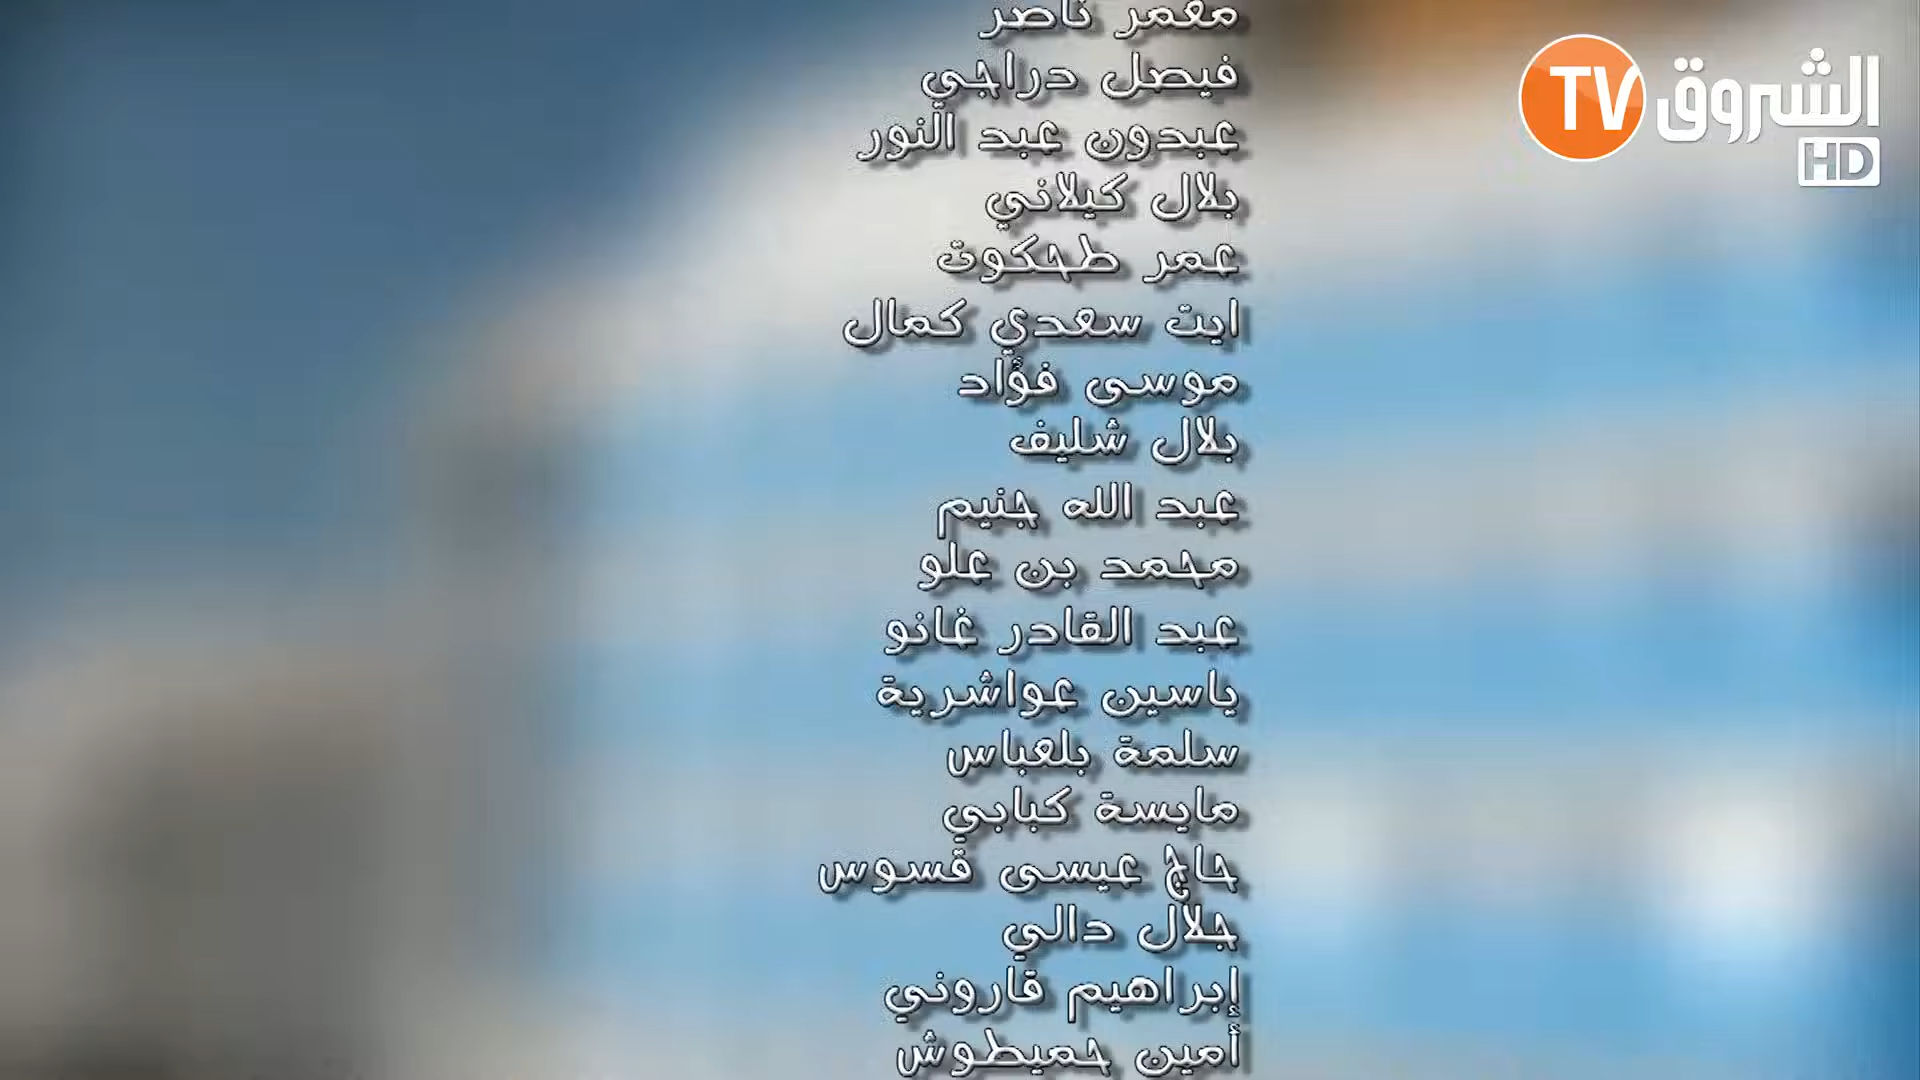 معمر ناصر
فيصل دراجي
عبدون عبد النور
بلال كيلاني
عمر طحكوت
ايت سعدي كمال
موسى فؤاد
بلال شليف
عبد الله جنيم
محمد بن علو
عبد القادر غانو
ياسين عواشرية
سلمة بلعباس
مايسة كبابي
حاج عيسى قسوس
جلال دالي
إبراهيم قاروني
أمين حميطوش
الشروق TV
HD